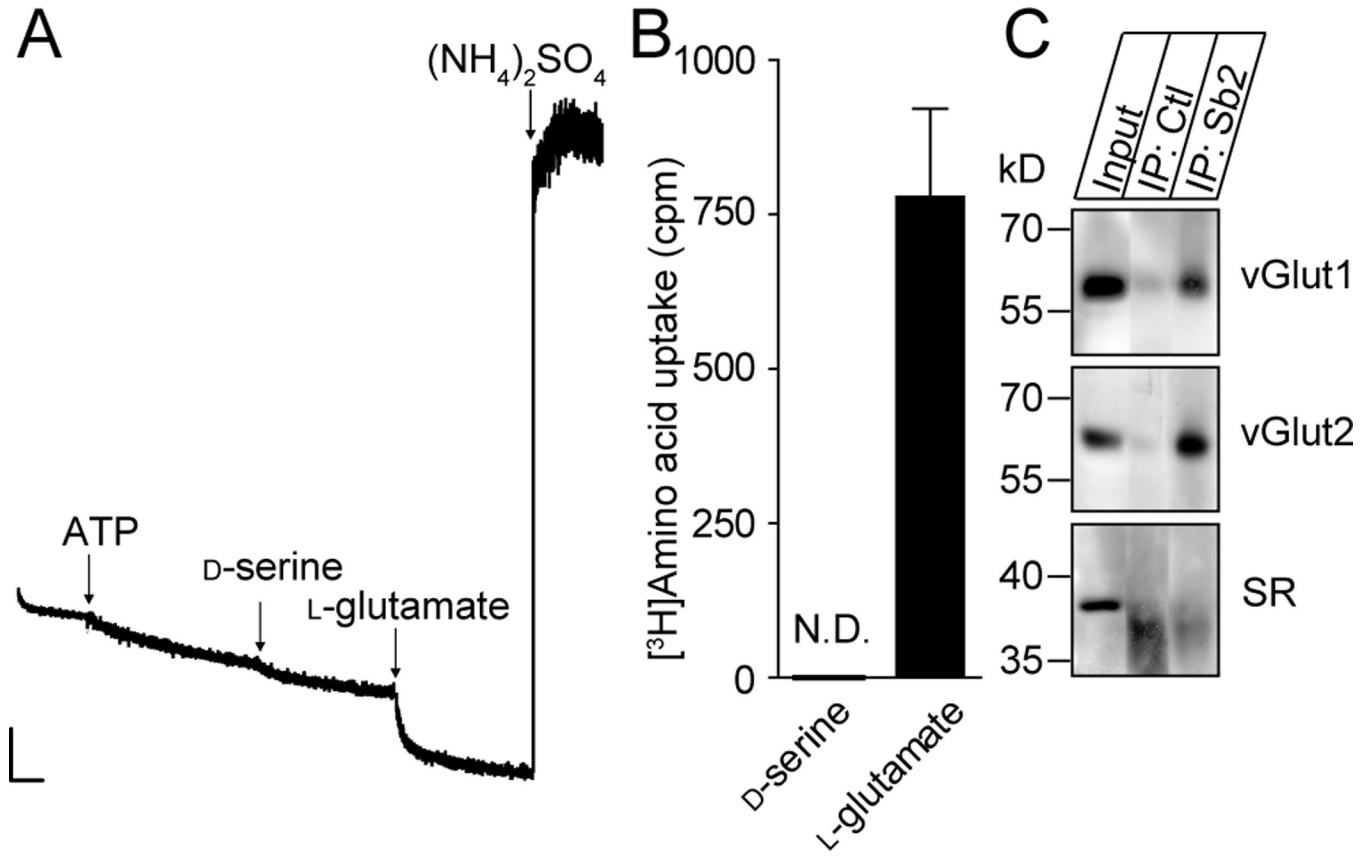 A
(NH₄)₂SO₄
ATP
D-serine
L-glutamate
B
[³H]Amino acid uptake (cpm)
1000
750
500
250
0
N.D.
D-serine
L-glutamate
C
kD
Input
IP: Ctl
IP: Sb2
70
55
vGlut1
70
55
vGlut2
40
35
SR